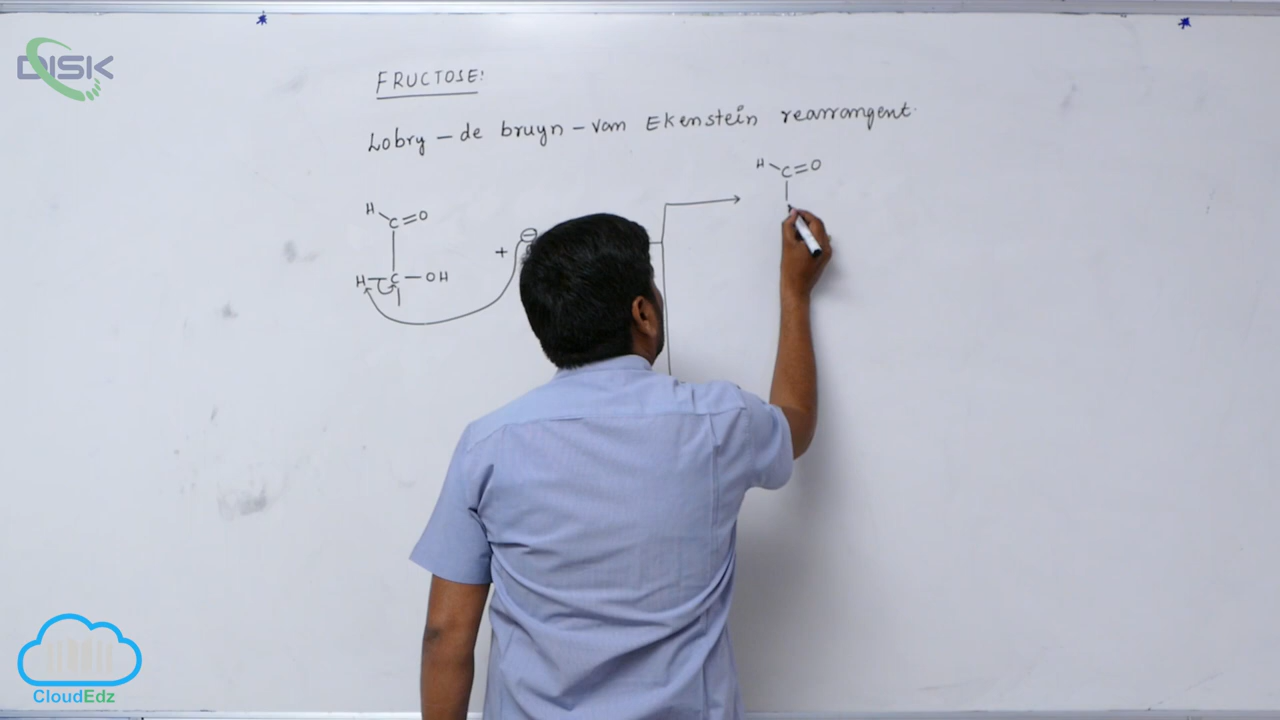 DISK
FRUCTOSE:
Lobry – de bruyn – van Ekenstein rearrangent.
H C=O
H C=O
+ ⊖
H – C – OH
CloudEdz